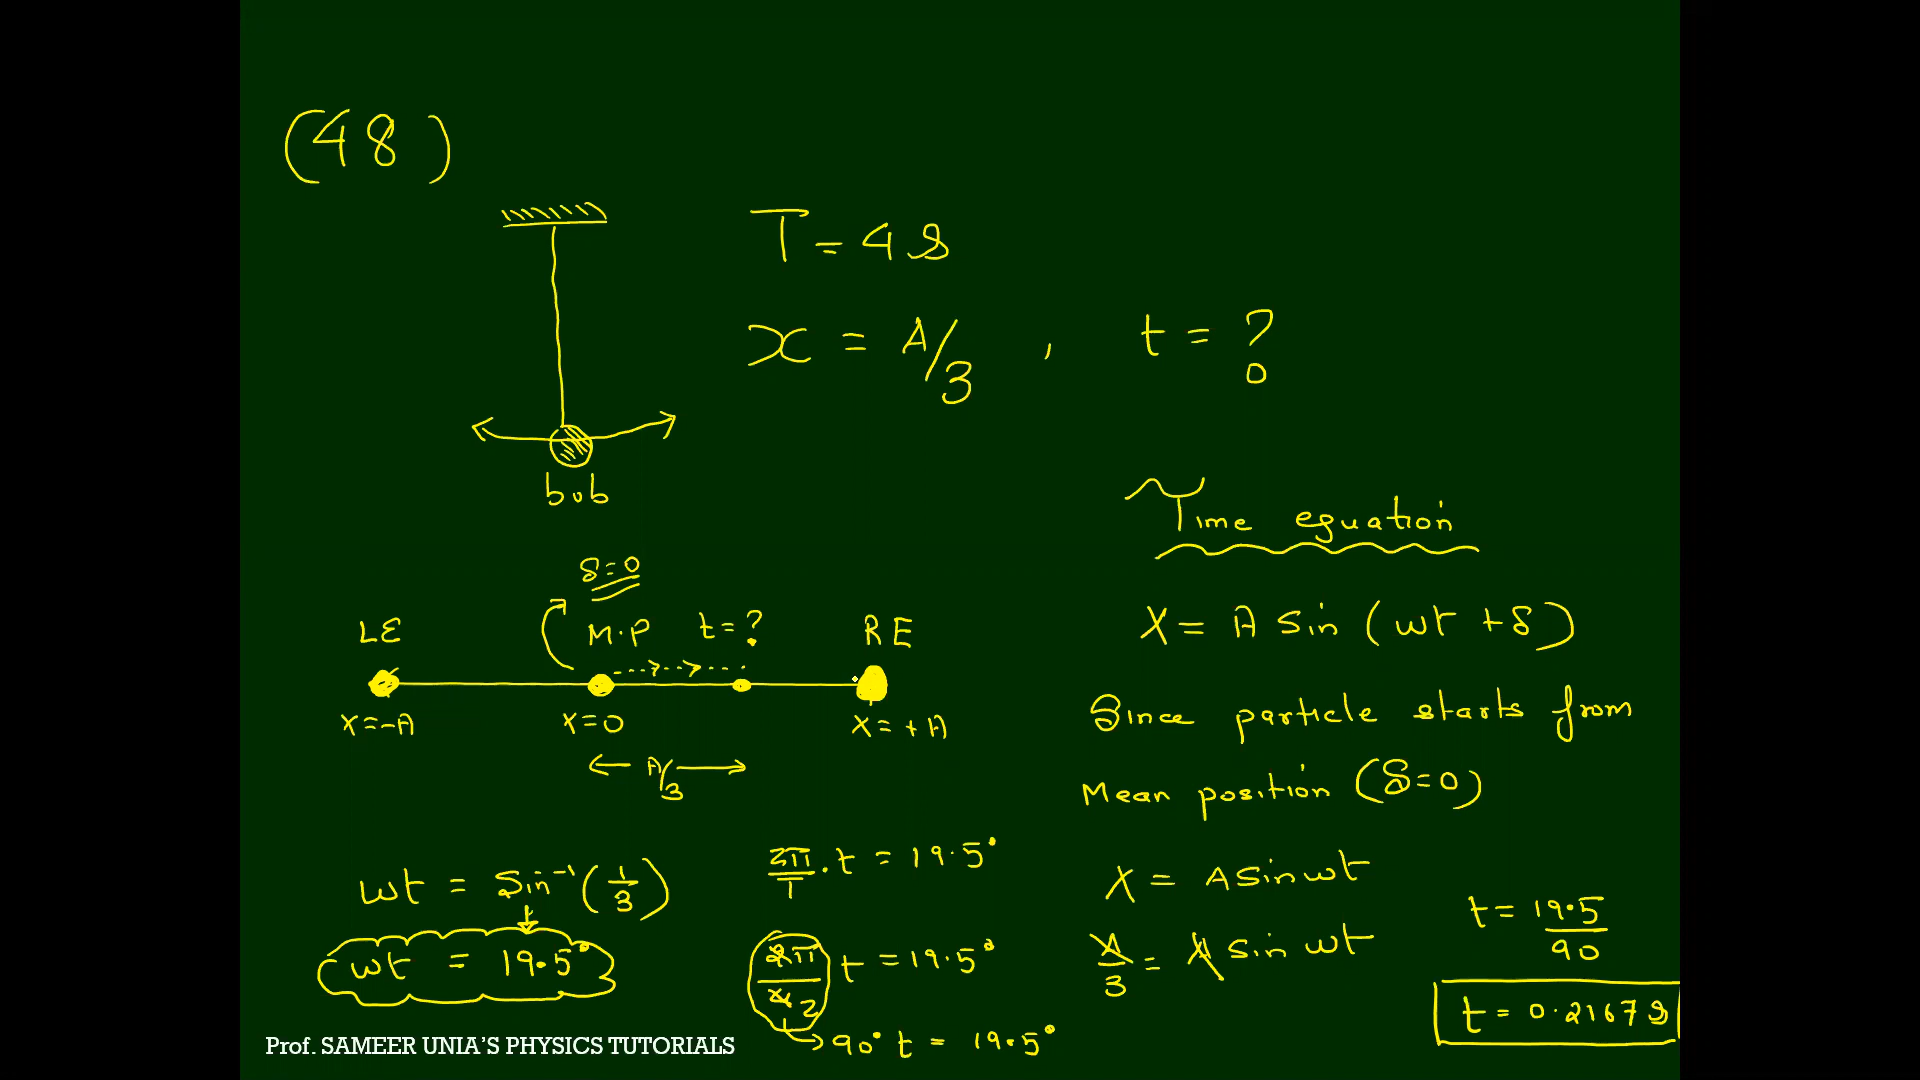 (48)
T = 4 s
x = A/3 , t = ?
bob
δ=0
LE M.P t=? RE
x=-A x=0 x=+A
A/3
Time equation
X = A sin (ωt + δ)
Since particle starts from
Mean position (δ=0)
X = A sin ωt
A/3 = A sin ωt
ωt = sin⁻¹(1/3)
ωt = 19.5°
2π/T . t = 19.5°
2π/4 2 t = 19.5°
90° t = 19.5°
t = 19.5/90
t = 0.2167 s
Prof. SAMEER UNIA'S PHYSICS TUTORIALS